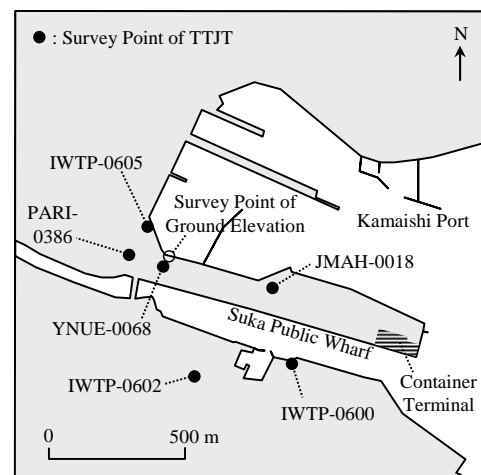 : Survey Point of TTJT
N
IWTP-0605
Survey Point of
Ground Elevation
PARI-
0386
Kamaishi Port
JMAH-0018
YNUE-0068
Suka Public Wharf
IWTP-0602
Container
Terminal
IWTP-0600
0
500 m